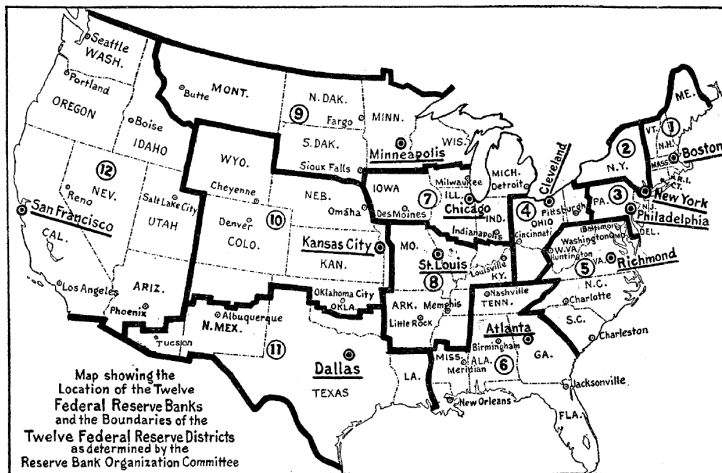 Seattle
WASH.
Portland
OREGON
Boise
IDAHO
Butte
MONT.
N. DAK.
9
Fargo
S. DAK.
Sioux Falls
MINN.
Minneapolis
WIS.
Milwaukee
MICH.
Detroit
12
Reno
NEV.
San Francisco
CAL.
Los Angeles
Salt Lake City
UTAH
ARIZ.
Phoenix
Tucson
WYO.
Cheyenne
NEB.
Omaha
10
Denver
COLO.
Kansas City
KAN.
Oklahoma City
OKLA.
Albuquerque
N. MEX.
11
Dallas
TEXAS
LA.
IOWA
Des Moines
7
ILL.
Chicago
IND.
Indianapolis
MO.
St. Louis
8
Louisville
KY.
ARK.
Little Rock
Memphis
Nashville
TENN.
Atlanta
Birmingham
MISS.
Meridian
ALA.
6
GA.
New Orleans
Jacksonville
FLA.
Cleveland
4
OHIO
Pittsburgh
Cincinnati
PA.
3
Philadelphia
N.J.
DEL.
Baltimore
Washington
W. VA.
Huntington
5
Richmond
N. C.
Charlotte
S.C.
Charleston
2
N.Y.
New York
ME.
1
VT.
N.H.
MASS.
Boston
R.I.
CT.
Map showing the
Location of the Twelve
Federal Reserve Banks
and the Boundaries of the
Twelve Federal Reserve Districts
as determined by the
Reserve Bank Organization Committee